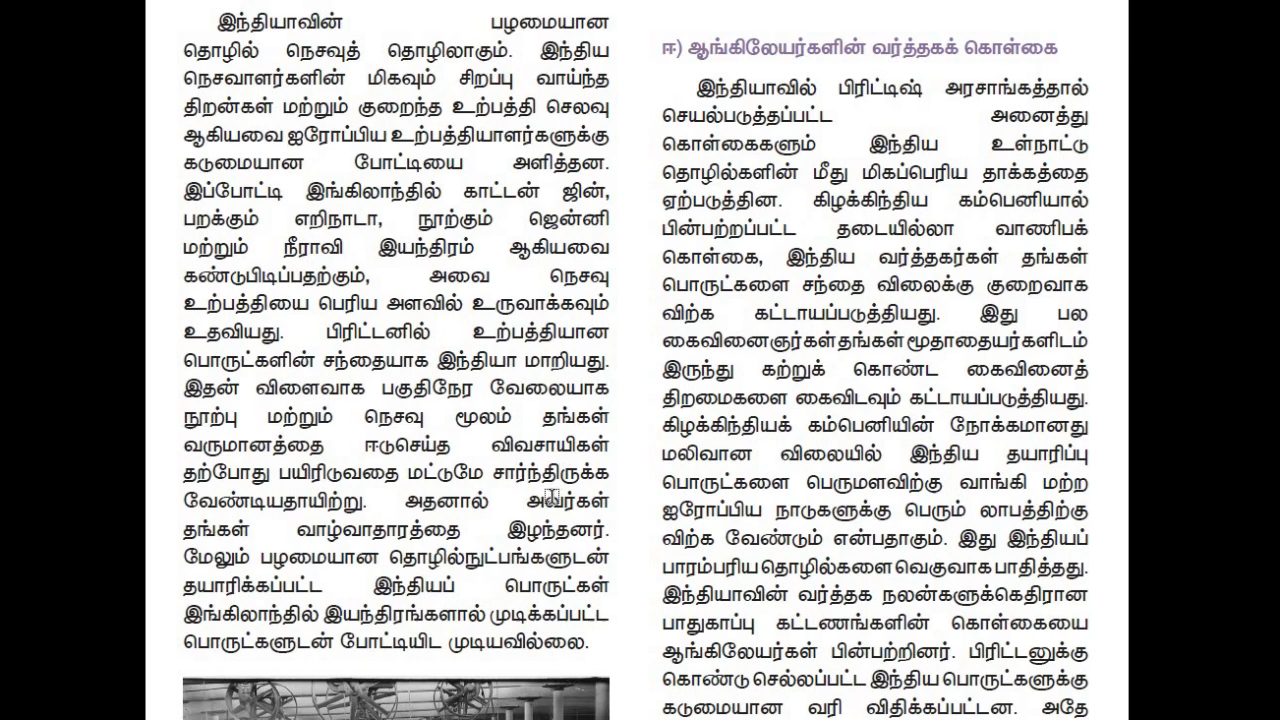 இந்தியாவின் பழமையான
தொழில் நெசவுத் தொழிலாகும். இந்திய
நெசவாளர்களின் மிகவும் சிறப்பு வாய்ந்த
திறன்கள் மற்றும் குறைந்த உற்பத்தி செலவு
ஆகியவை ஐரோப்பிய உற்பத்தியாளர்களுக்கு
கடுமையான போட்டியை அளித்தன.
இப்போட்டி இங்கிலாந்தில் காட்டன் ஜின்,
பறக்கும் எறிநாடா, நூற்கும் ஜென்னி
மற்றும் நீராவி இயந்திரம் ஆகியவை
கண்டுபிடிப்பதற்கும், அவை நெசவு
உற்பத்தியை பெரிய அளவில் உருவாக்கவும்
உதவியது. பிரிட்டனில் உற்பத்தியான
பொருட்களின் சந்தையாக இந்தியா மாறியது.
இதன் விளைவாக பகுதிநேர வேலையாக
நூற்பு மற்றும் நெசவு மூலம் தங்கள்
வருமானத்தை ஈடுசெய்த விவசாயிகள்
தற்போது பயிரிடுவதை மட்டுமே சார்ந்திருக்க
வேண்டியதாயிற்று. அதனால் அவர்கள்
தங்கள் வாழ்வாதாரத்தை இழந்தனர்.
மேலும் பழமையான தொழில்நுட்பங்களுடன்
தயாரிக்கப்பட்ட இந்தியப் பொருட்கள்
இங்கிலாந்தில் இயந்திரங்களால் முடிக்கப்பட்ட
பொருட்களுடன் போட்டியிட முடியவில்லை.
ஈ) ஆங்கிலேயர்களின் வர்த்தகக் கொள்கை
இந்தியாவில் பிரிட்டிஷ் அரசாங்கத்தால்
செயல்படுத்தப்பட்ட அனைத்து
கொள்கைகளும் இந்திய உள்நாட்டு
தொழில்களின் மீது மிகப்பெரிய தாக்கத்தை
ஏற்படுத்தின. கிழக்கிந்திய கம்பெனியால்
பின்பற்றப்பட்ட தடையில்லா வாணிபக்
கொள்கை, இந்திய வர்த்தகர்கள் தங்கள்
பொருட்களை சந்தை விலைக்கு குறைவாக
விற்க கட்டாயப்படுத்தியது. இது பல
கைவினைஞர்கள் தங்கள் மூதாதையர்களிடம்
இருந்து கற்றுக் கொண்ட கைவினைத்
திறமைகளை கைவிடவும் கட்டாயப்படுத்தியது.
கிழக்கிந்தியக் கம்பெனியின் நோக்கமானது
மலிவான விலையில் இந்திய தயாரிப்பு
பொருட்களை பெருமளவிற்கு வாங்கி மற்ற
ஐரோப்பிய நாடுகளுக்கு பெரும் லாபத்திற்கு
விற்க வேண்டும் என்பதாகும். இது இந்தியப்
பாரம்பரிய தொழில்களை வெகுவாக பாதித்தது.
இந்தியாவின் வர்த்தக நலன்களுக்கெதிரான
பாதுகாப்பு கட்டணங்களின் கொள்கையை
ஆங்கிலேயர்கள் பின்பற்றினர். பிரிட்டனுக்கு
கொண்டு செல்லப்பட்ட இந்திய பொருட்களுக்கு
கடுமையான வரி விதிக்கப்பட்டன. அதே